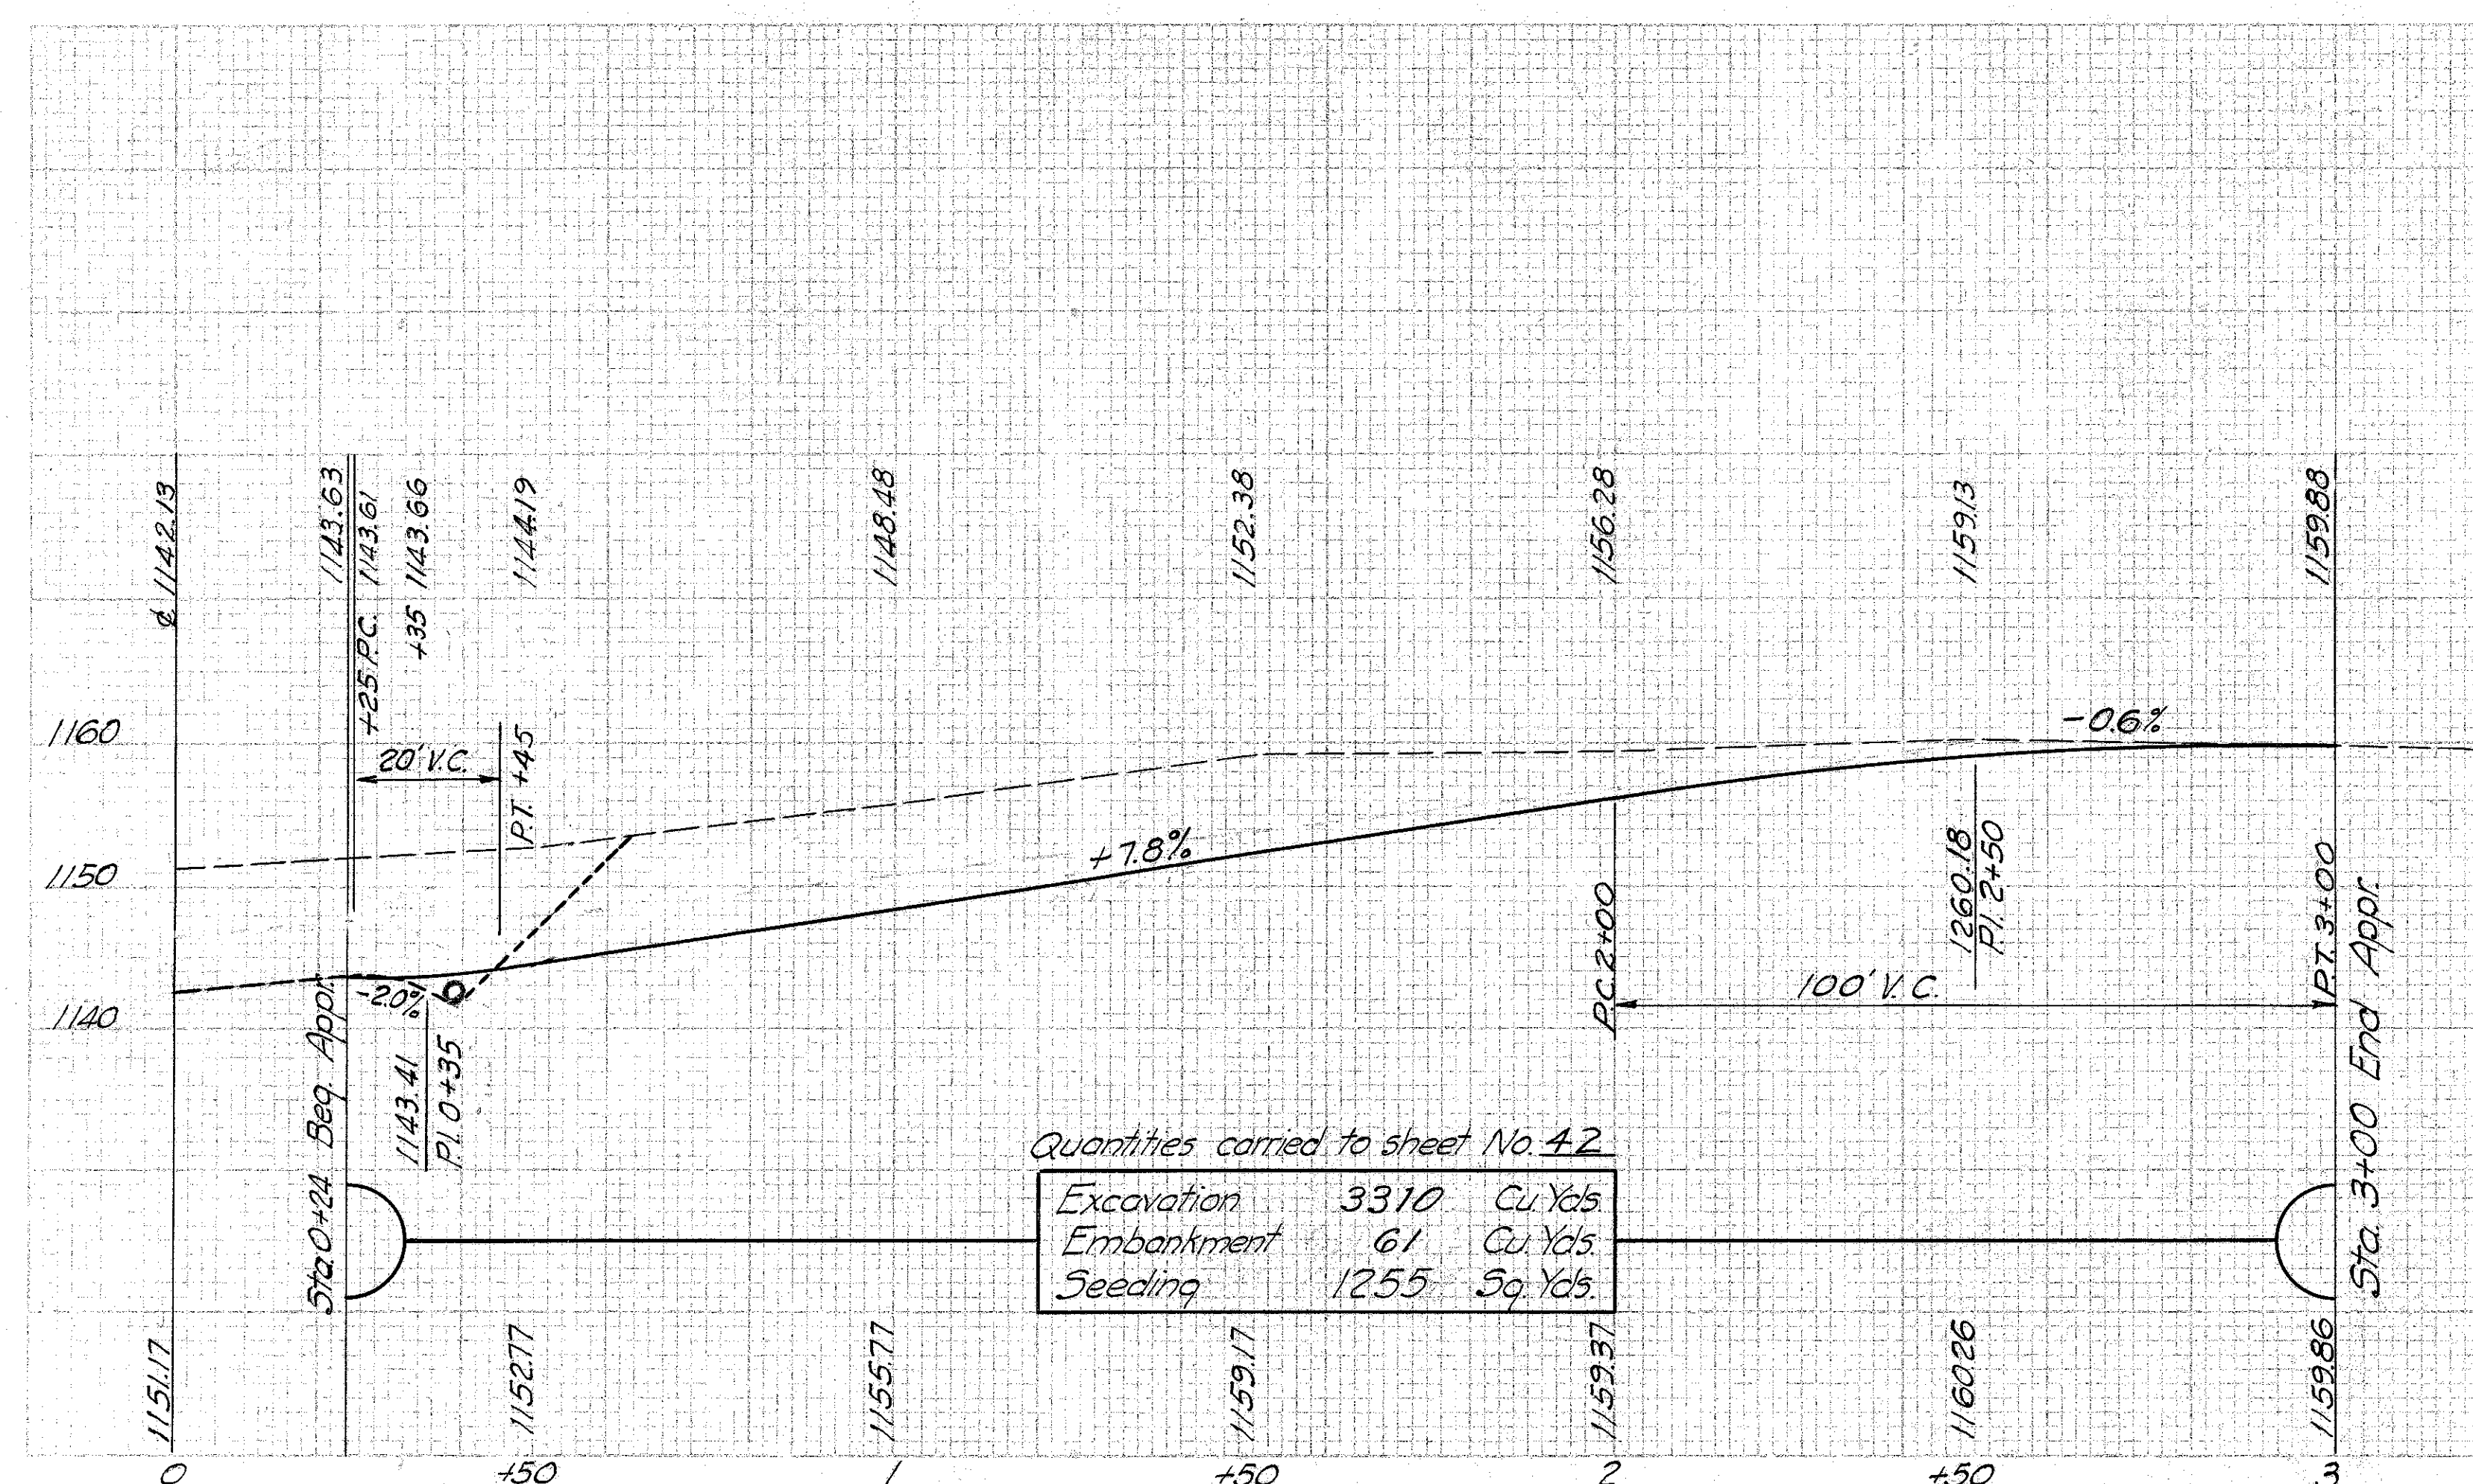 ₵ 1142.13
1143.63
+25 P.C. 1143.61
+35 1143.66
1144.19
1148.48
1152.38
1156.28
1159.13
1159.88
1160
1150
1140
20' V.C.
P.T. +45
+7.8%
-0.6%
-2.0%
1143.41
P.I. 0+35
Sta. 0+24 Beg. Appr.
P.C. 2+00
1260.18
P.I. 2+50
100' V.C.
P.T. 3+00
Sta. 3+00 End Appr.
Quantities carried to sheet No. 42
Excavation 3310 Cu. Yds.
Embankment 61 Cu. Yds.
Seeding 1255 Sq. Yds.
1151.17
1152.77
1155.77
1159.17
1159.37
1160.26
1159.86
0 +50 1 +50 2 +50 3